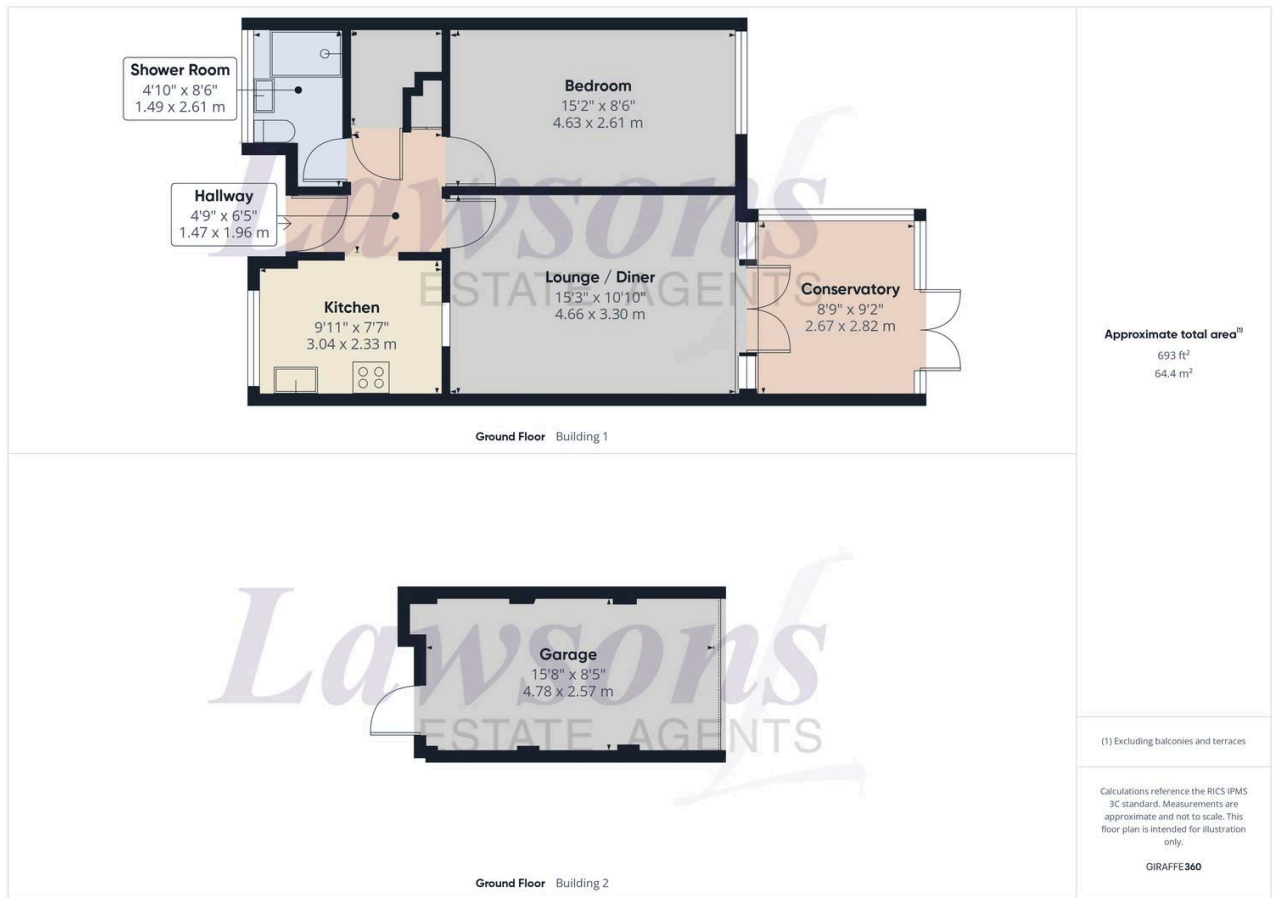 Shower Room
4'10" x 8'6"
1.49 x 2.61 m
Bedroom
15'2" x 8'6"
4.63 x 2.61 m
Hallway
4'9" x 6'5"
1.47 x 1.96 m
Lawsons
ESTATE AGENTS
Lounge / Diner
15'3" x 10'10"
4.66 x 3.30 m
Kitchen
9'11" x 7'7"
3.04 x 2.33 m
Conservatory
8'9" x 9'2"
2.67 x 2.82 m
Ground Floor Building 1
Approximate total area(1)
693 ft²
64.4 m²
Lawsons
ESTATE AGENTS
Garage
15'8" x 8'5"
4.78 x 2.57 m
Ground Floor Building 2
(1) Excluding balconies and terraces
Calculations reference the RICS IPMS
3C standard. Measurements are
approximate and not to scale. This
floor plan is intended for illustration
only.
GIRAFFE360